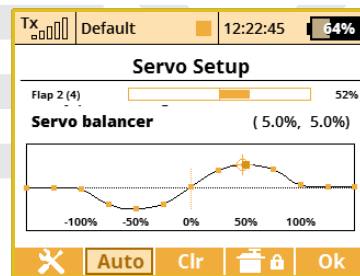 Tx Default 12:22:45 64%
Servo Setup
Flap 2 (4) 52%
Servo balancer ( 5.0%, 5.0%)
-100% -50% 0% 50% 100%
Auto Clr Ok